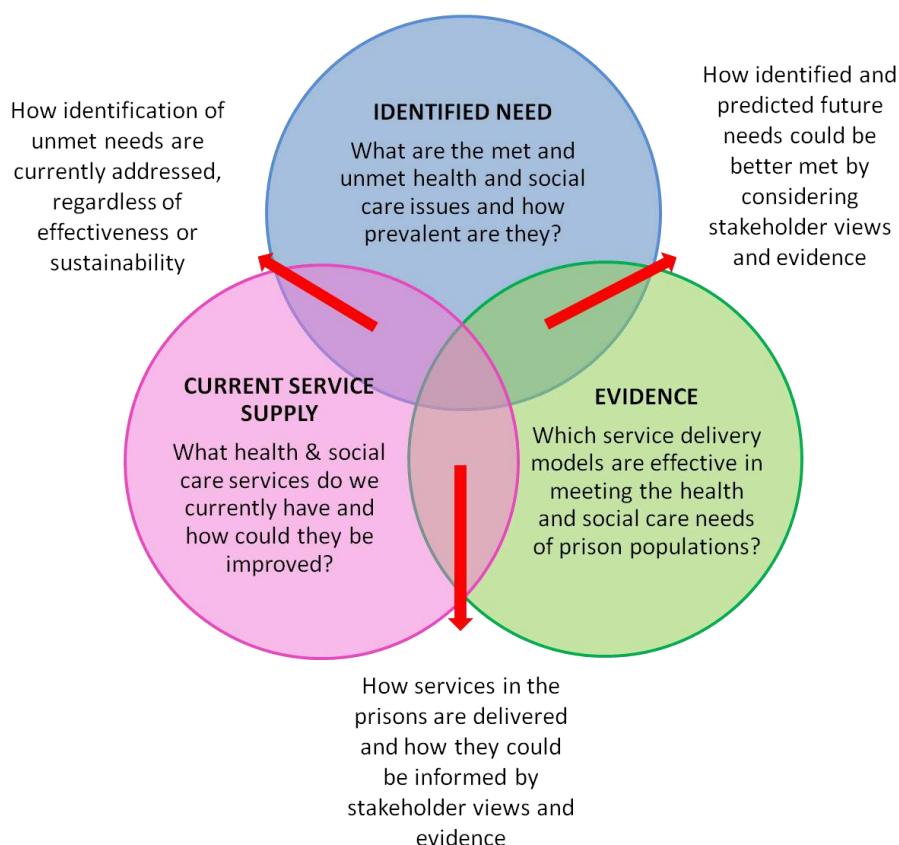 How identification of
unmet needs are
currently addressed,
regardless of
effectiveness or
sustainability
IDENTIFIED NEED
What are the met and
unmet health and social
care issues and how
prevalent are they?
How identified and
predicted future
needs could be
better met by
considering
stakeholder views
and evidence
CURRENT SERVICE
SUPPLY
What health & social
care services do we
currently have and
how could they be
improved?
EVIDENCE
Which service delivery
models are effective in
meeting the health
and social care needs
of prison populations?
How services in the
prisons are delivered
and how they could
be informed by
stakeholder views and
evidence